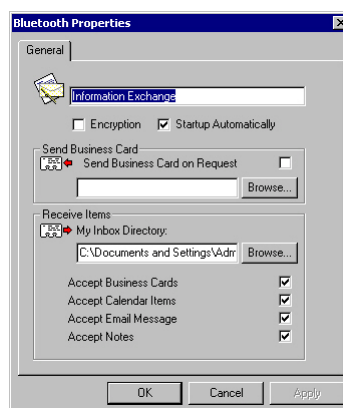 Bluetooth Properties
General
Information Exchange
Encryption Startup Automatically
Send Business Card
Send Business Card on Request
Browse...
Receive Items
My Inbox Directory:
C:\Documents and Settings\Adm Browse...
Accept Business Cards
Accept Calendar Items
Accept Email Message
Accept Notes
OK Cancel Apply